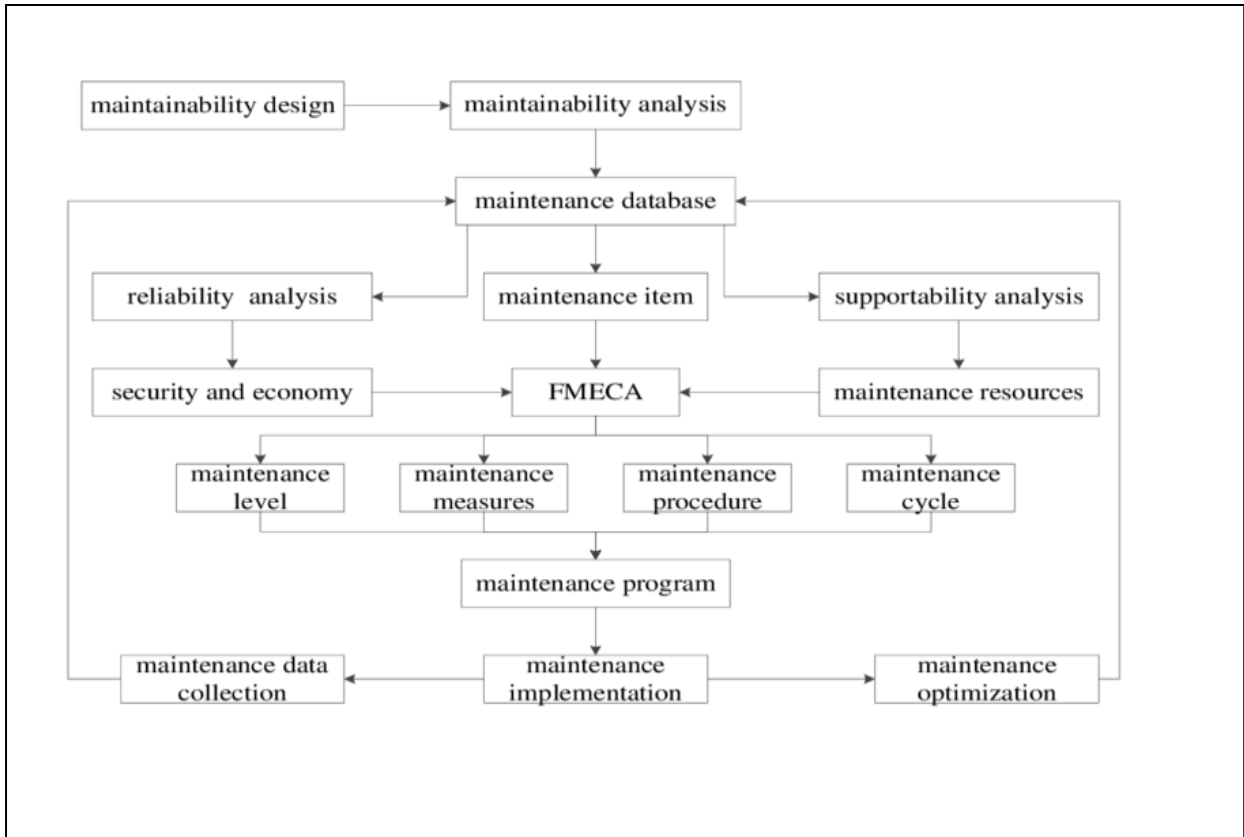 maintainability design
maintainability analysis
maintenance database
reliability analysis
maintenance item
supportability analysis
security and economy
FMECA
maintenance resources
maintenance
level
maintenance
measures
maintenance
procedure
maintenance
cycle
maintenance program
maintenance data
collection
maintenance
implementation
maintenance
optimization